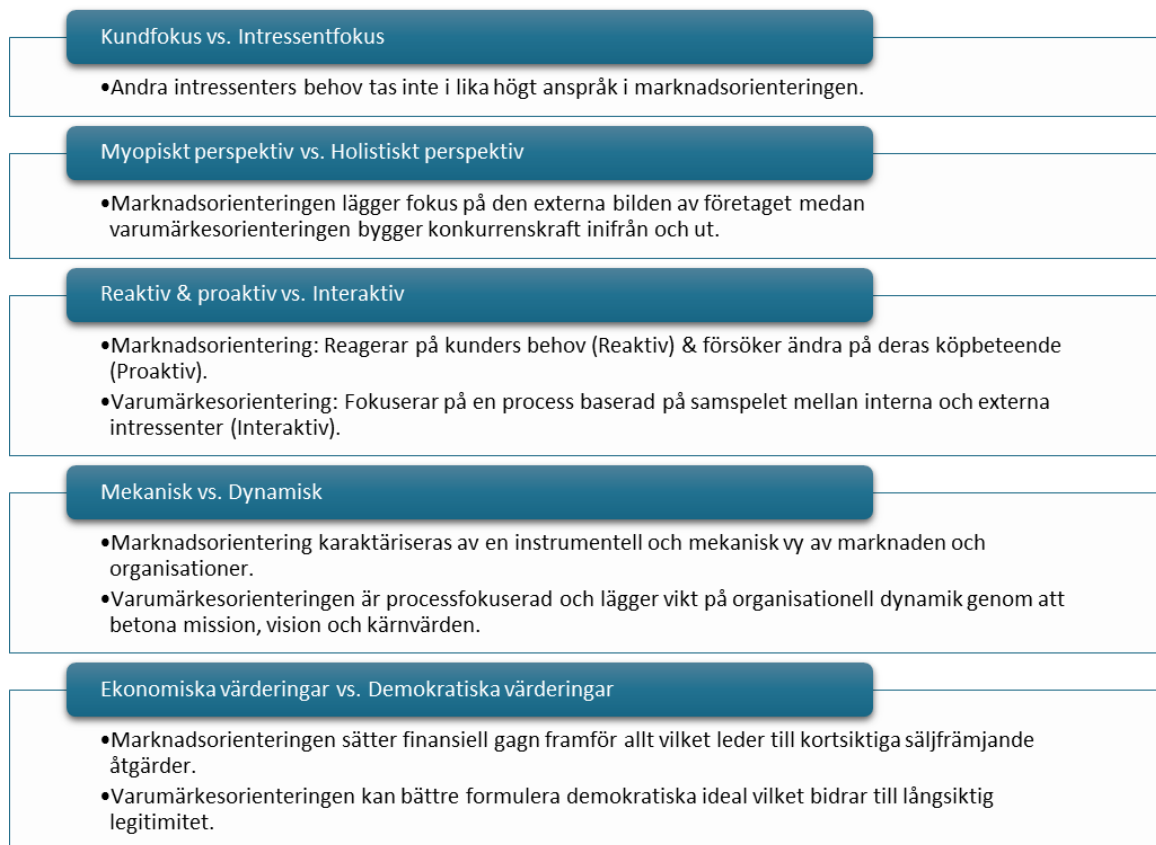 Kundfokus vs. Intressentfokus
•Andra intressenters behov tas inte i lika högt anspråk i marknadsorienteringen.
Myopiskt perspektiv vs. Holistiskt perspektiv
•Marknadsorienteringen lägger fokus på den externa bilden av företaget medan
varumärkesorienteringen bygger konkurrenskraft inifrån och ut.
Reaktiv & proaktiv vs. Interaktiv
•Marknadsorientering: Reagerar på kunders behov (Reaktiv) & försöker ändra på deras köpbeteende
(Proaktiv).
•Varumärkesorientering: Fokuserar på en process baserad på samspelet mellan interna och externa
intressenter (Interaktiv).
Mekanisk vs. Dynamisk
•Marknadsorientering karaktäriseras av en instrumentell och mekanisk vy av marknaden och
organisationer.
•Varumärkesorienteringen är processfokuserad och lägger vikt på organisationell dynamik genom att
betona mission, vision och kärnvärden.
Ekonomiska värderingar vs. Demokratiska värderingar
•Marknadsorienteringen sätter finansiell gagn framför allt vilket leder till kortsiktiga säljfrämjande
åtgärder.
•Varumärkesorienteringen kan bättre formulera demokratiska ideal vilket bidrar till långsiktig
legitimitet.